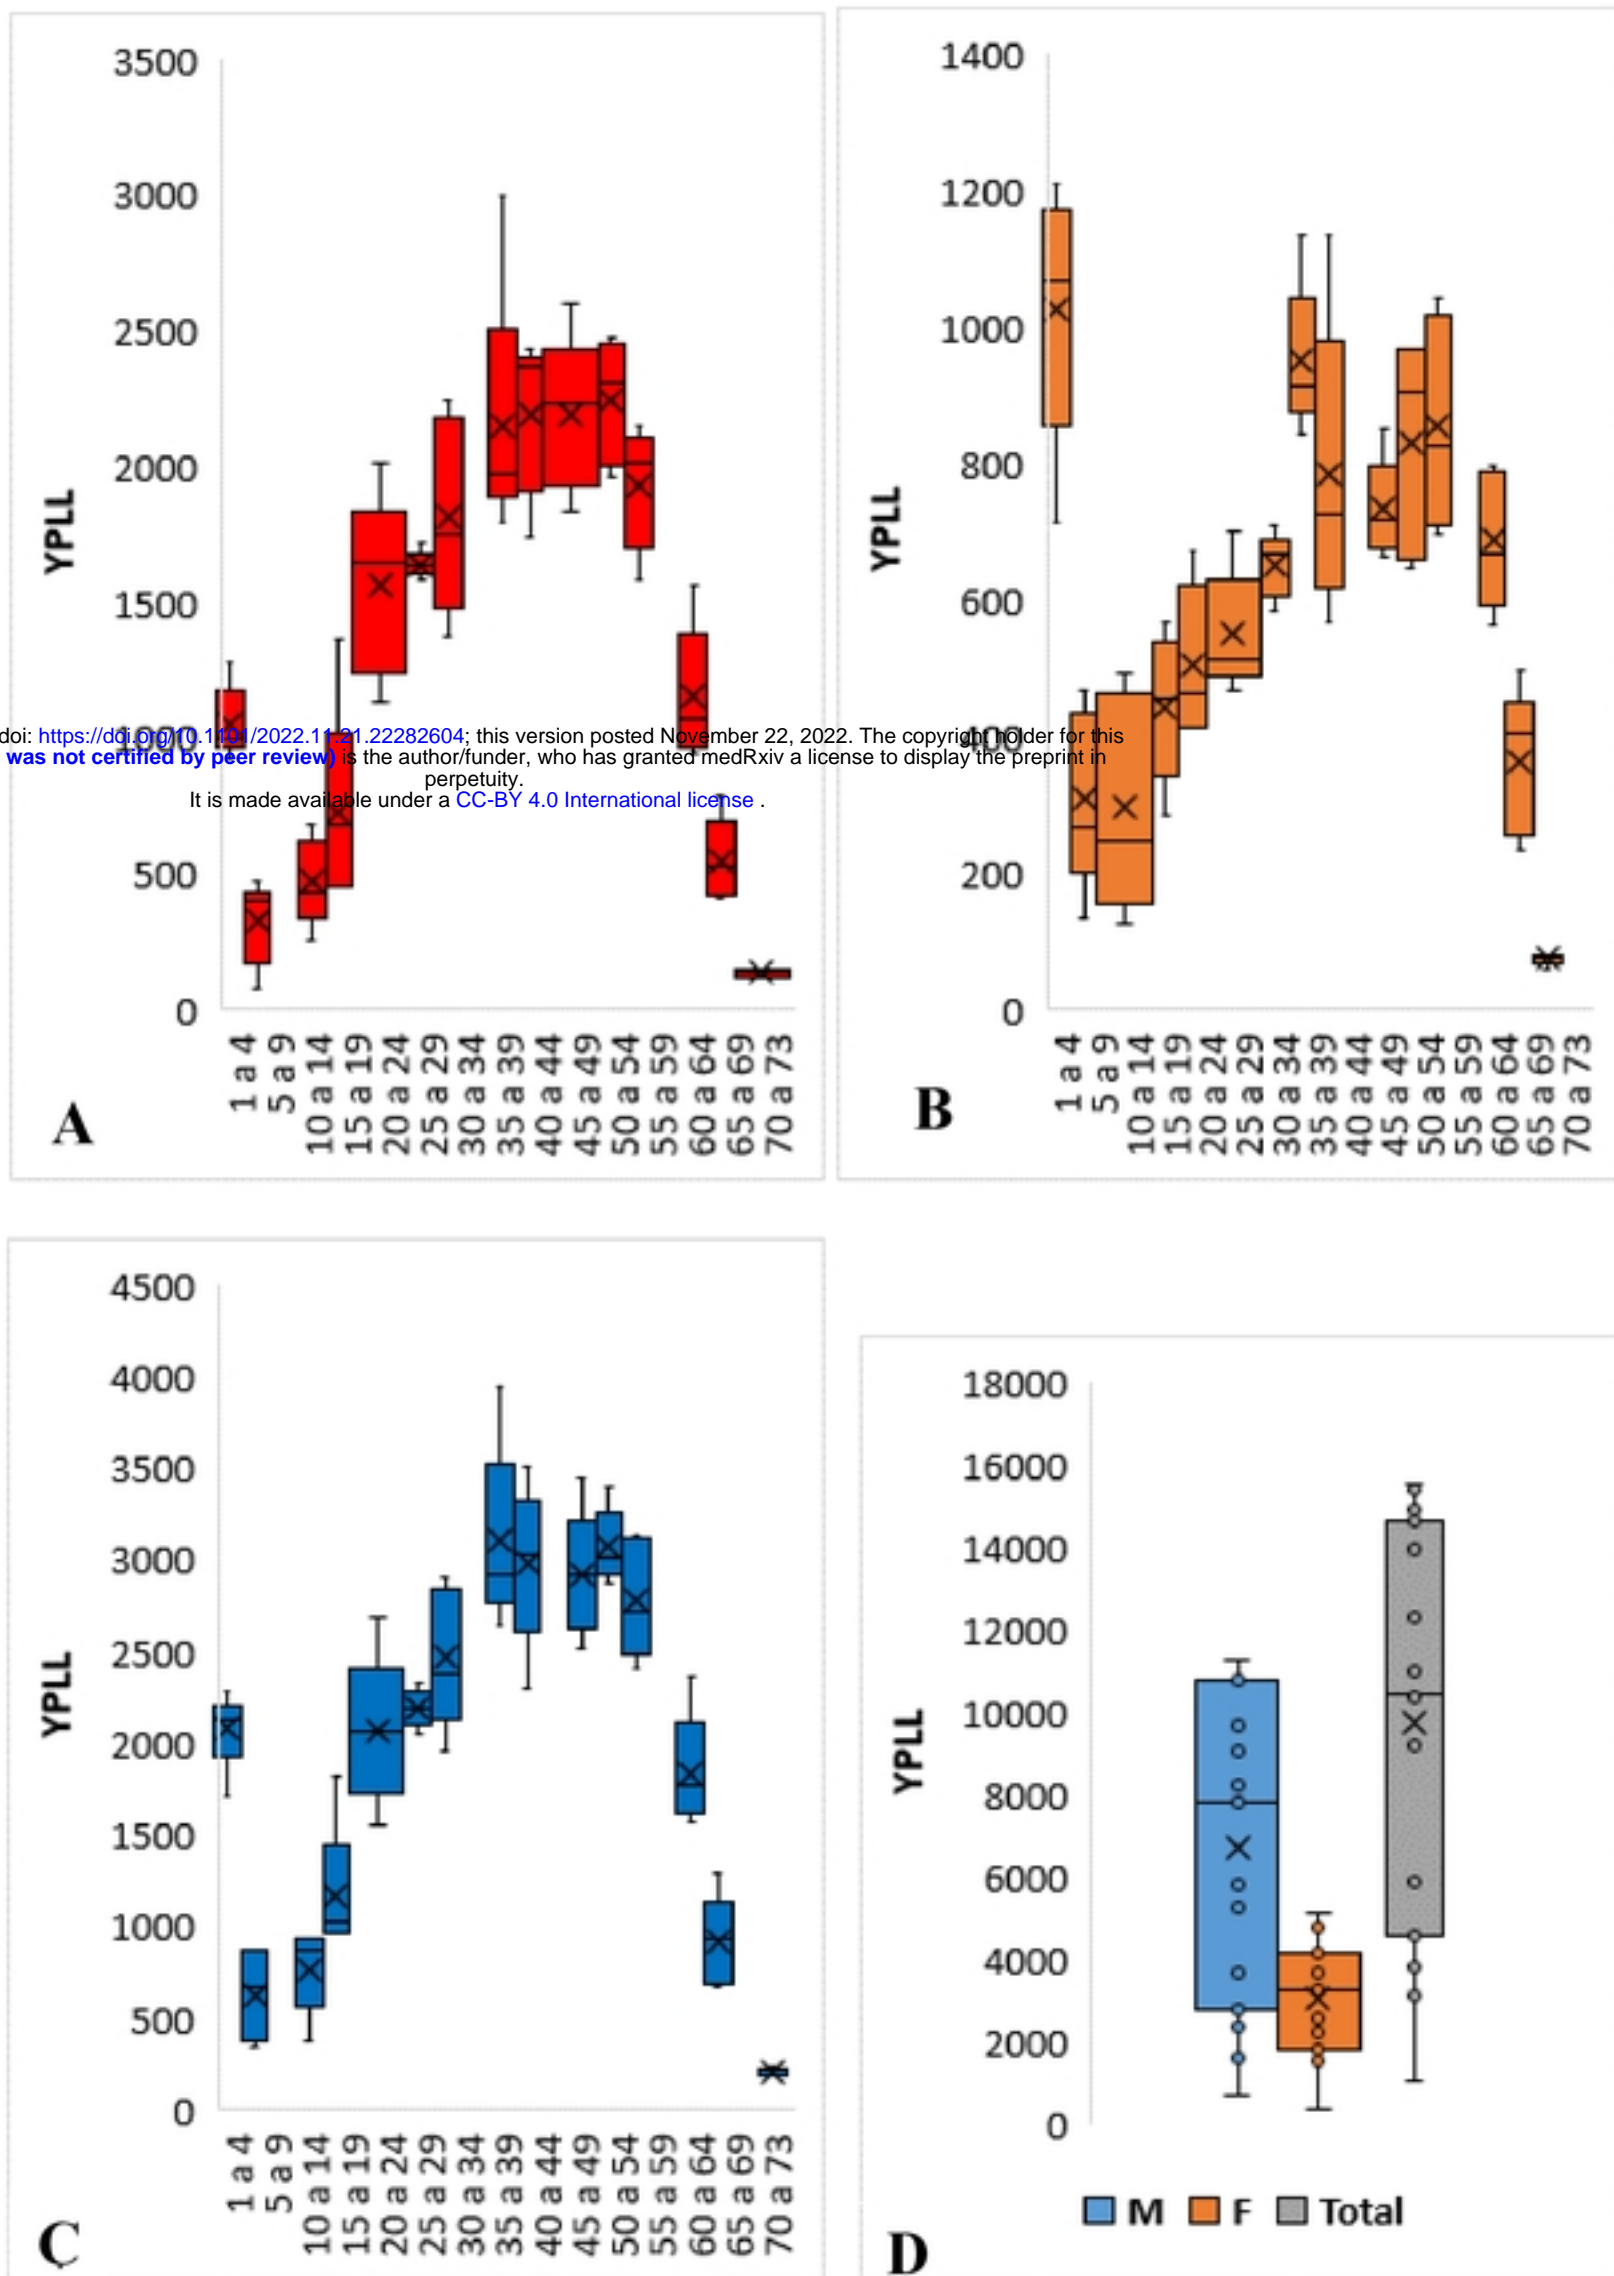 3500
3000
2500
2000
1500
1000
500
0
YPLL
1 a 4
5 a 9
10 a 14
15 a 19
20 a 24
25 a 29
30 a 34
35 a 39
40 a 44
45 a 49
50 a 54
55 a 59
60 a 64
65 a 69
70 a 73
A
1400
1200
1000
800
600
400
200
0
YPLL
1 a 4
5 a 9
10 a 14
15 a 19
20 a 24
25 a 29
30 a 34
35 a 39
40 a 44
45 a 49
50 a 54
55 a 59
60 a 64
65 a 69
70 a 73
B
doi: https://doi.org/10.1101/2022.11.21.22282604; this version posted November 22, 2022. The copyright holder for this
was not certified by peer review) is the author/funder, who has granted medRxiv a license to display the preprint in
perpetuity.
It is made available under a CC-BY 4.0 International license .
4500
4000
3500
3000
2500
2000
1500
1000
500
0
YPLL
1 a 4
5 a 9
10 a 14
15 a 19
20 a 24
25 a 29
30 a 34
35 a 39
40 a 44
45 a 49
50 a 54
55 a 59
60 a 64
65 a 69
70 a 73
C
18000
16000
14000
12000
10000
8000
6000
4000
2000
0
YPLL
M F Total
D